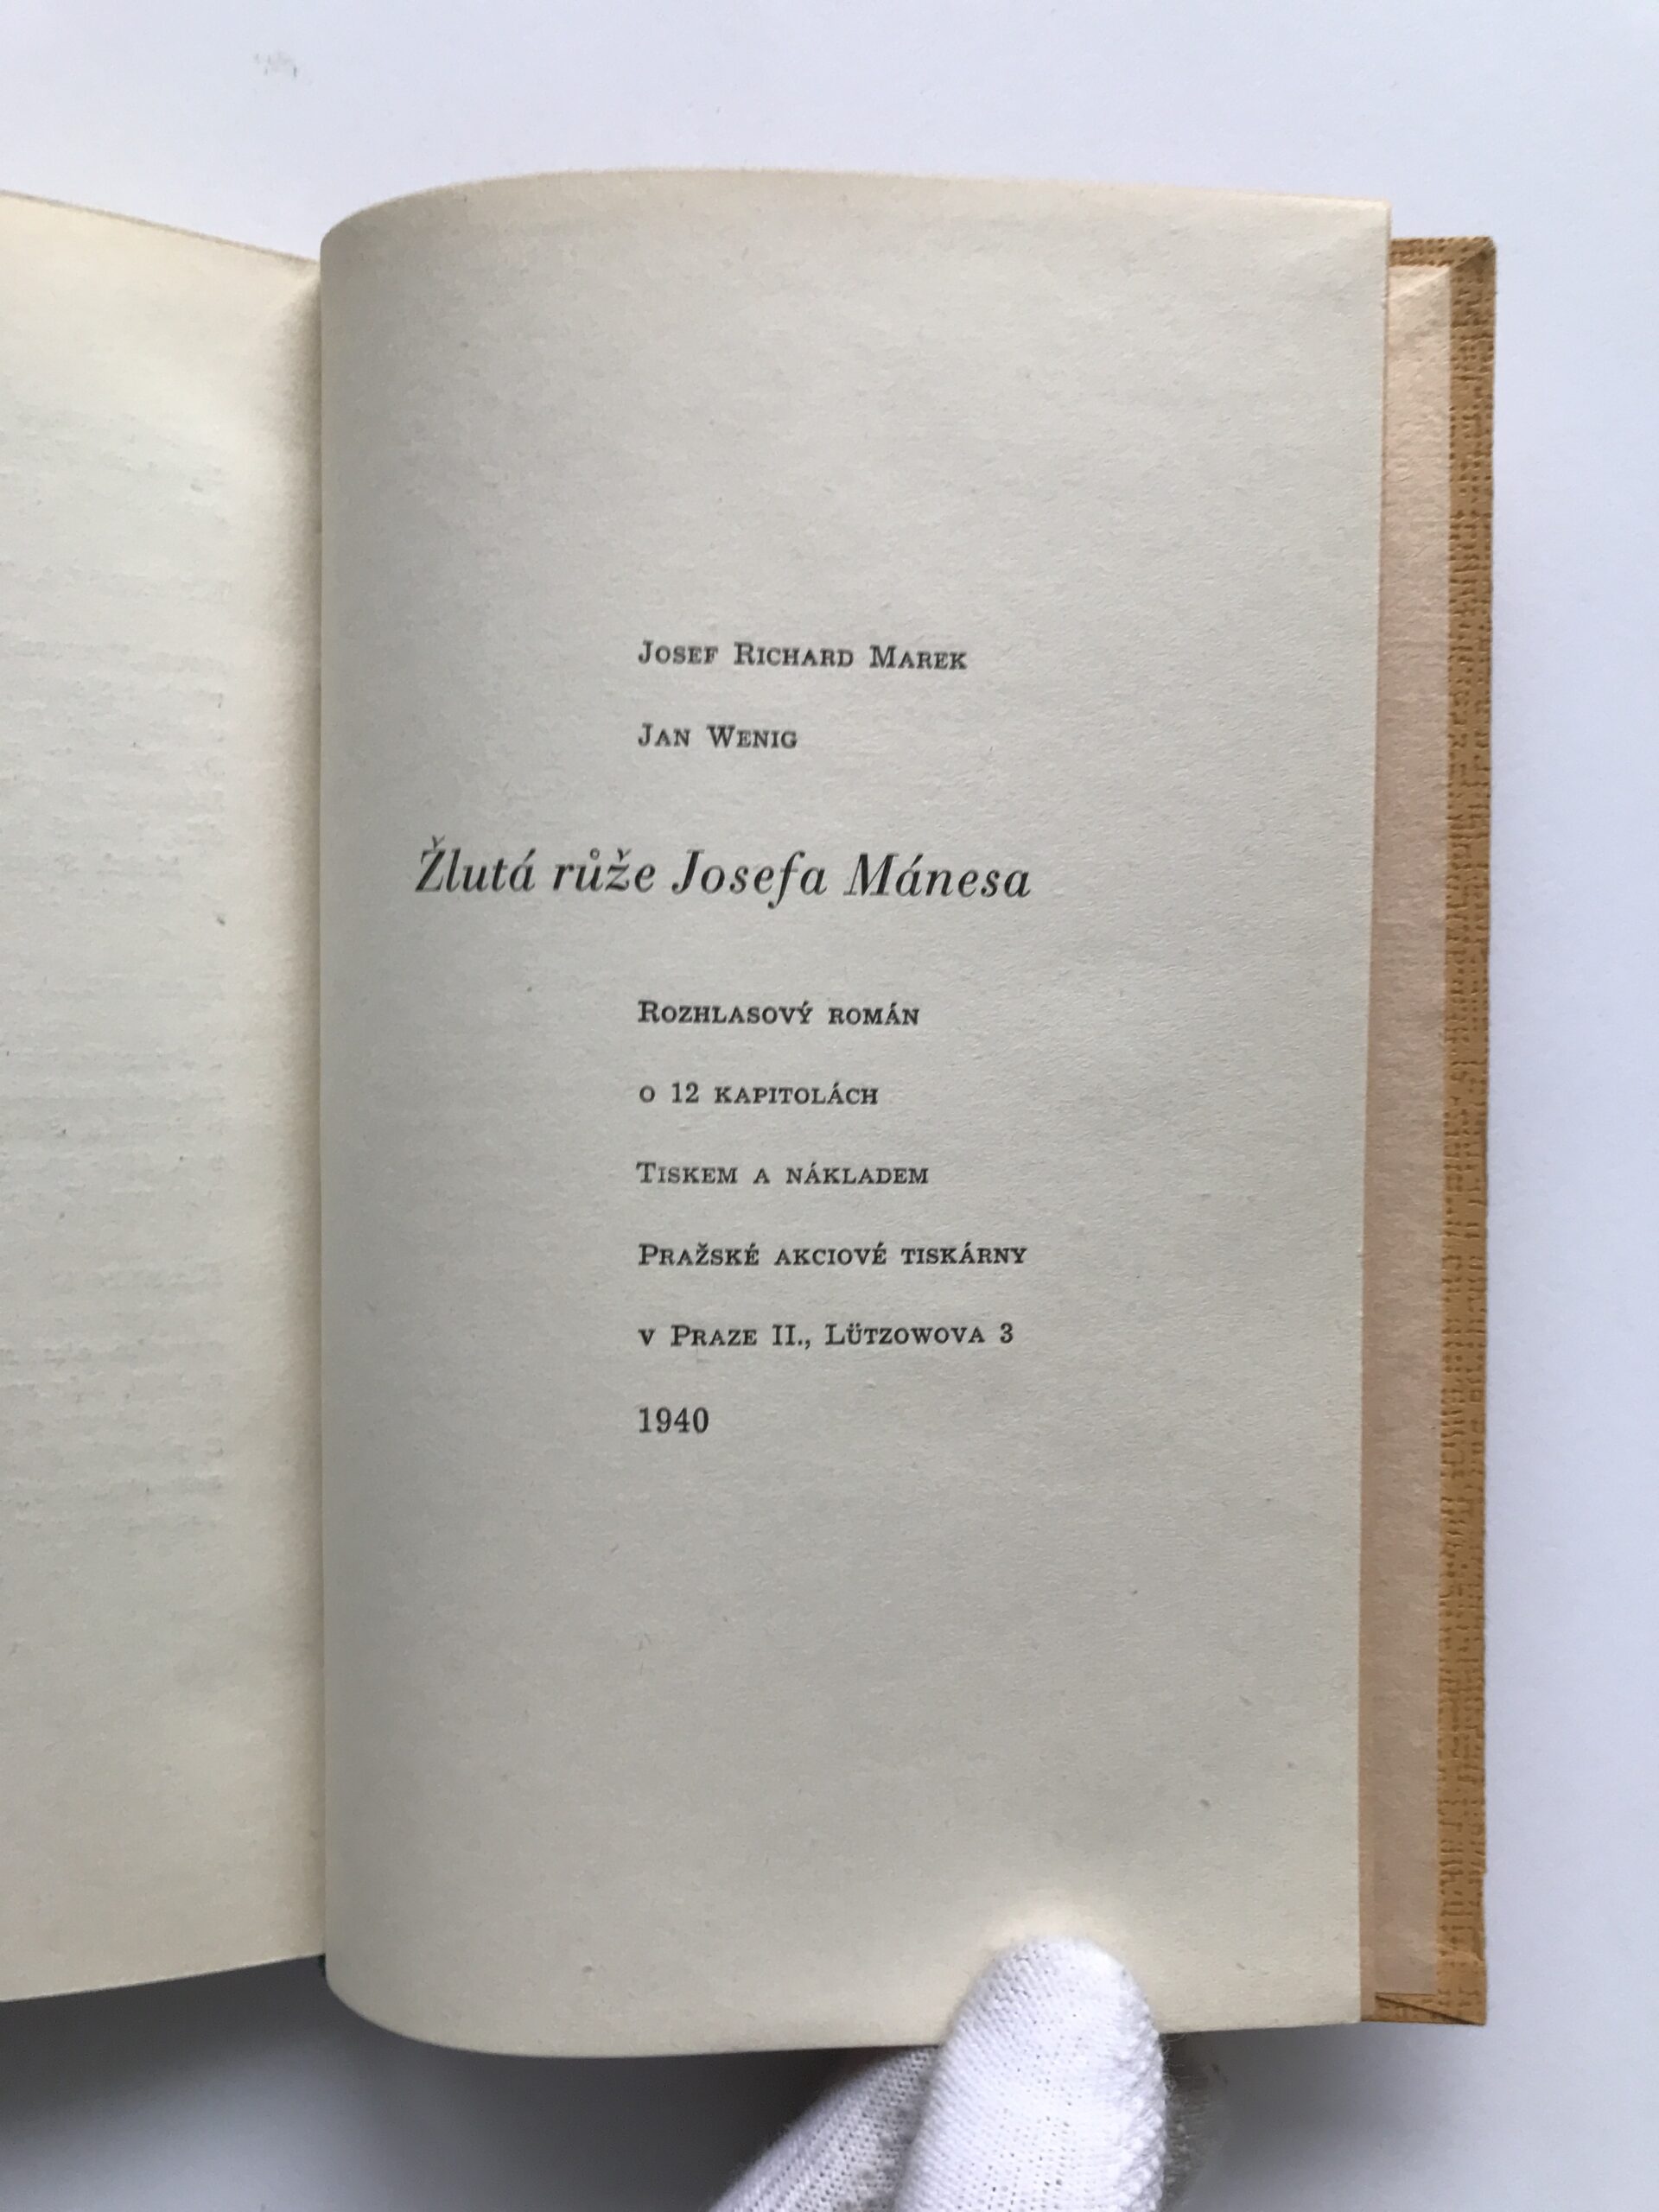 Josef Richard Marek
Jan Wenig
Žlutá růže Josefa Mánesa
Rozhlasový román
o 12 kapitolách
Tiskem a nákladem
Pražské akciové tiskárny
v Praze II., Lützowova 3
1940